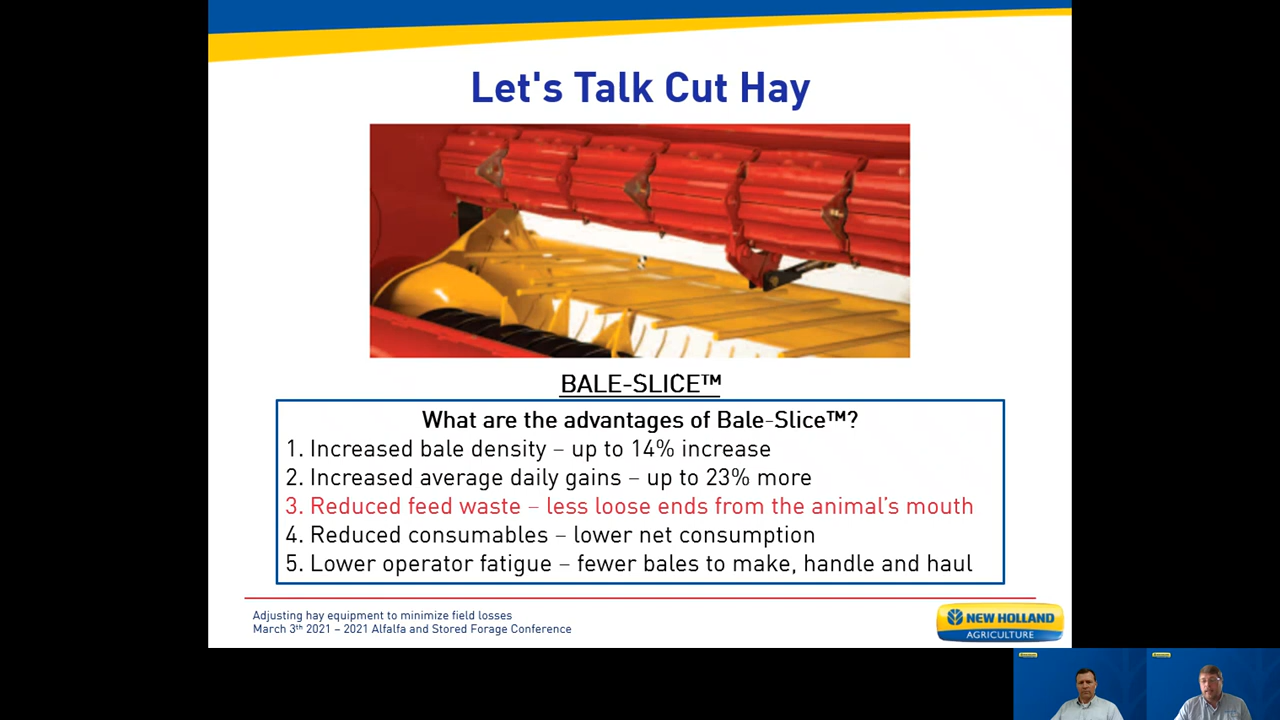 Let's Talk Cut Hay
BALE-SLICE™
What are the advantages of Bale-Slice™?
1. Increased bale density – up to 14% increase
2. Increased average daily gains – up to 23% more
3. Reduced feed waste – less loose ends from the animal's mouth
4. Reduced consumables – lower net consumption
5. Lower operator fatigue – fewer bales to make, handle and haul
Adjusting hay equipment to minimize field losses
March 3th 2021 – 2021 Alfalfa and Stored Forage Conference
NEW HOLLAND
AGRICULTURE